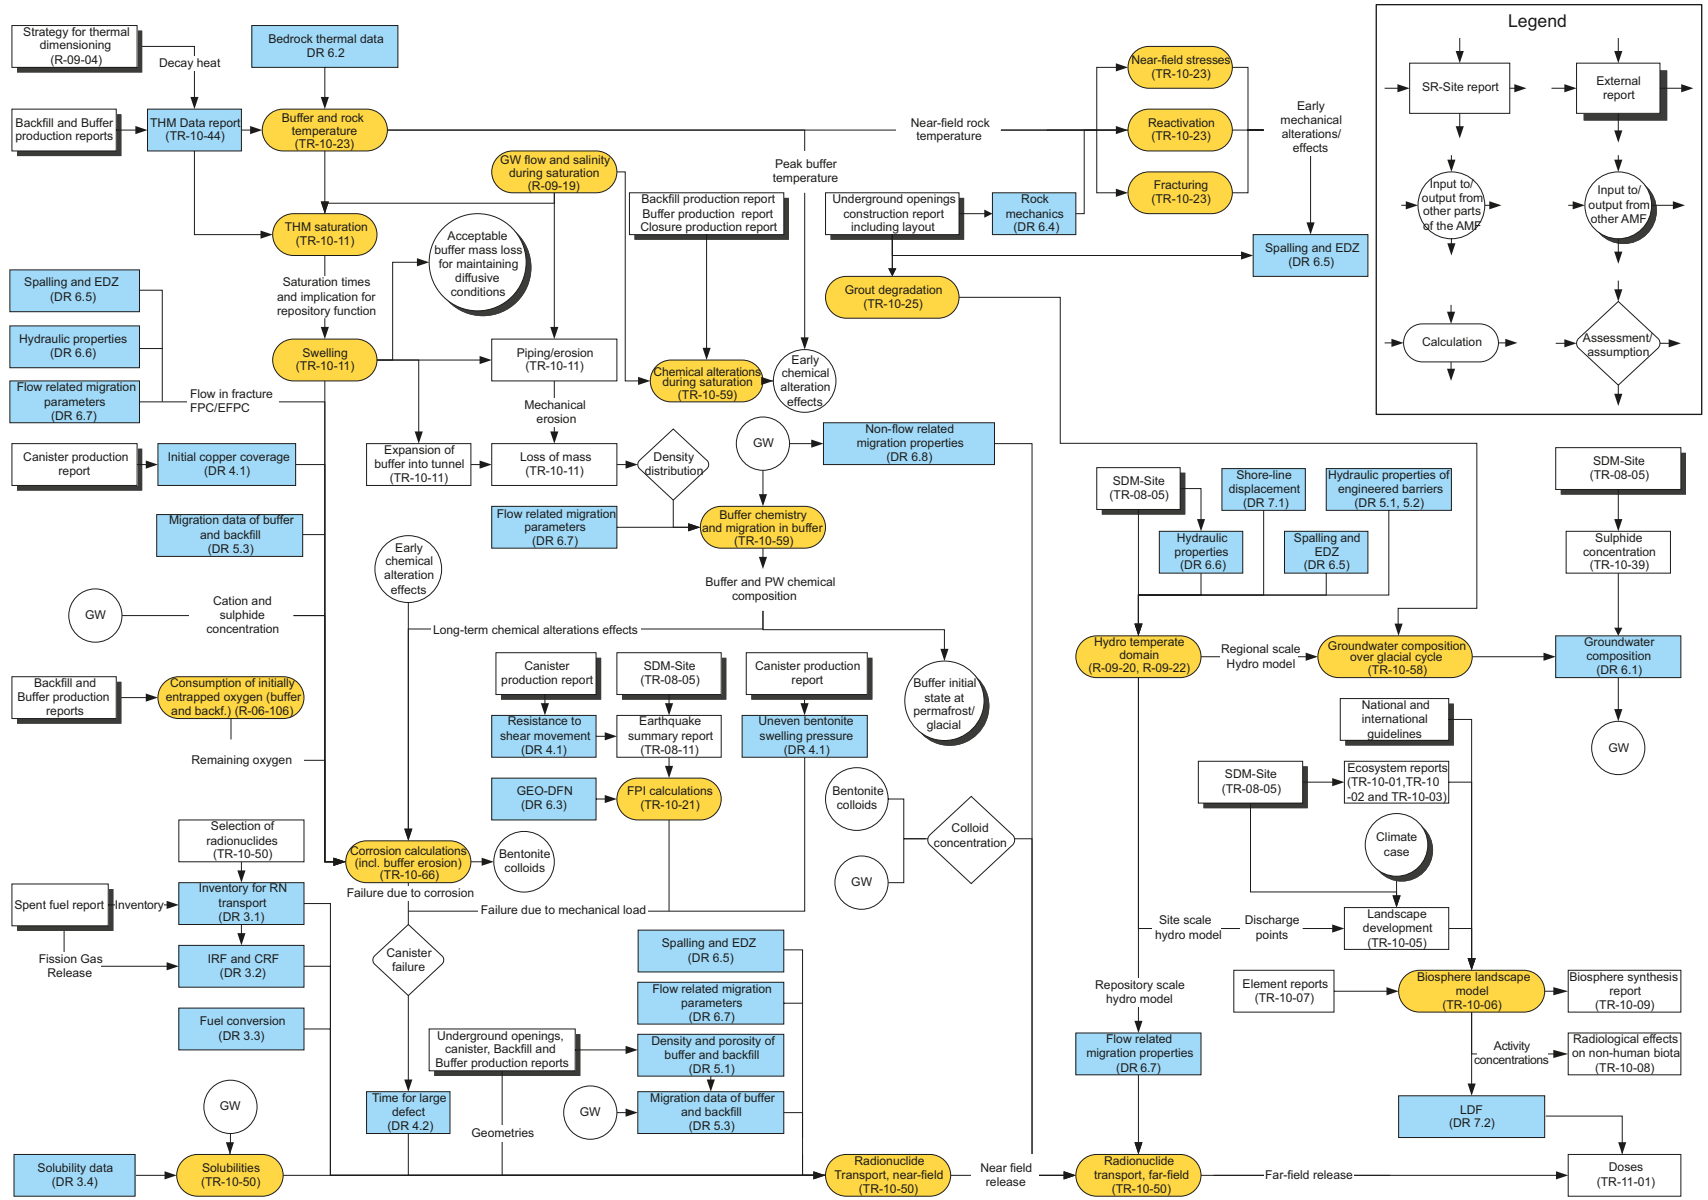 Strategy for thermal
dimensioning
(R-09-04)
Decay heat
Bedrock thermal data
DR 6.2
Backfill and Buffer
production reports
THM Data report
(TR-10-44)
Buffer and rock
temperature
(TR-10-23)
Near-field rock
temperature
Peak buffer
temperature
GW flow and salinity
during saturation
(R-09-19)
Near-field stresses
(TR-10-23)
Reactivation
(TR-10-23)
Fracturing
(TR-10-23)
Early
mechanical
alterations/
effects
Legend
SR-Site report
External
report
Input to/
output from
other parts
of the AMF
Input to/
output from
other AMF
Calculation
Assessment/
assumption
THM saturation
(TR-10-11)
Acceptable
buffer mass loss
for maintaining
diffusive
conditions
Backfill production report
Buffer production report
Closure production report
Underground openings
construction report
including layout
Rock
mechanics
(DR 6.4)
Spalling and EDZ
(DR 6.5)
Grout degradation
(TR-10-25)
Spalling and EDZ
(DR 6.5)
Hydraulic properties
(DR 6.6)
Flow related migration
parameters
(DR 6.7)
Saturation times
and implication for
repository function
Swelling
(TR-10-11)
Flow in fracture
FPC/EFPC
Piping/erosion
(TR-10-11)
Mechanical
erosion
Chemical alterations
during saturation
(TR-10-59)
Early
chemical
alteration
effects
Canister production
report
Initial copper coverage
(DR 4.1)
Expansion of
buffer into tunnel
(TR-10-11)
Loss of mass
(TR-10-11)
Density
distribution
GW
Non-flow related
migration properties
(DR 6.8)
Migration data of buffer
and backfill
(DR 5.3)
Flow related migration
parameters
(DR 6.7)
Buffer chemistry
and migration in buffer
(TR-10-59)
Buffer and PW chemical
composition
SDM-Site
(TR-08-05)
Shore-line
displacement
(DR 7.1)
Hydraulic properties of
engineered barriers
(DR 5.1, 5.2)
Hydraulic
properties
(DR 6.6)
Spalling and
EDZ
(DR 6.5)
SDM-Site
(TR-08-05)
Sulphide
concentration
(TR-10-39)
Early
chemical
alteration
effects
GW
Cation and
sulphide
concentration
Long-term chemical alterations effects
Hydro temperate
domain
(R-09-20, R-09-22)
Regional scale
Hydro model
Groundwater composition
over glacial cycle
(TR-10-58)
Groundwater
composition
(DR 6.1)
GW
Backfill and
Buffer production
reports
Consumption of initially
entrapped oxygen (buffer
and backf.) (R-06-106)
Remaining oxygen
Canister
production report
SDM-Site
(TR-08-05)
Canister production
report
Buffer initial
state at
permafrost/
glacial
Resistance to
shear movement
(DR 4.1)
Earthquake
summary report
(TR-08-11)
Uneven bentonite
swelling pressure
(DR 4.1)
GEO-DFN
(DR 6.3)
FPI calculations
(TR-10-21)
Bentonite
colloids
GW
Colloid
concentration
National and
international
guidelines
SDM-Site
(TR-08-05)
Ecosystem reports
(TR-10-01,TR-10
-02 and TR-10-03)
Climate
case
Selection of
radionuclides
(TR-10-50)
Corrosion calculations
(incl. buffer erosion)
(TR-10-66)
Bentonite
colloids
Failure due to corrosion
Failure due to mechanical load
Spent fuel report
Inventory
Inventory for RN
transport
(DR 3.1)
Fission Gas
Release
IRF and CRF
(DR 3.2)
Fuel conversion
(DR 3.3)
Canister
failure
Spalling and EDZ
(DR 6.5)
Flow related migration
parameters
(DR 6.7)
Underground openings,
canister, Backfill and
Buffer production reports
Density and porosity of
buffer and backfill
(DR 5.1)
GW
Migration data of buffer
and backfill
(DR 5.3)
Time for large
defect
(DR 4.2)
Geometries
GW
Solubility data
(DR 3.4)
Solubilities
(TR-10-50)
Radionuclide
Transport, near-field
(TR-10-50)
Near field
release
Radionuclide
transport, far-field
(TR-10-50)
Far-field release
Site scale
hydro model
Discharge
points
Landscape
development
(TR-10-05)
Repository scale
hydro model
Flow related
migration properties
(DR 6.7)
Element reports
(TR-10-07)
Biosphere landscape
model
(TR-10-06)
Biosphere synthesis
report
(TR-10-09)
Activity
concentrations
Radiological effects
on non-human biota
(TR-10-08)
LDF
(DR 7.2)
Doses
(TR-11-01)